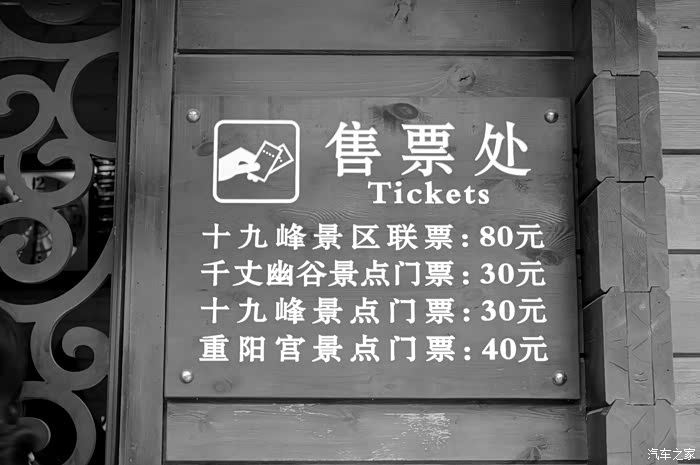 售票处
Tickets
十九峰景区联票:80元
千丈幽谷景点门票:30元
十九峰景点门票:30元
重阳宫景点门票:40元
汽车之家